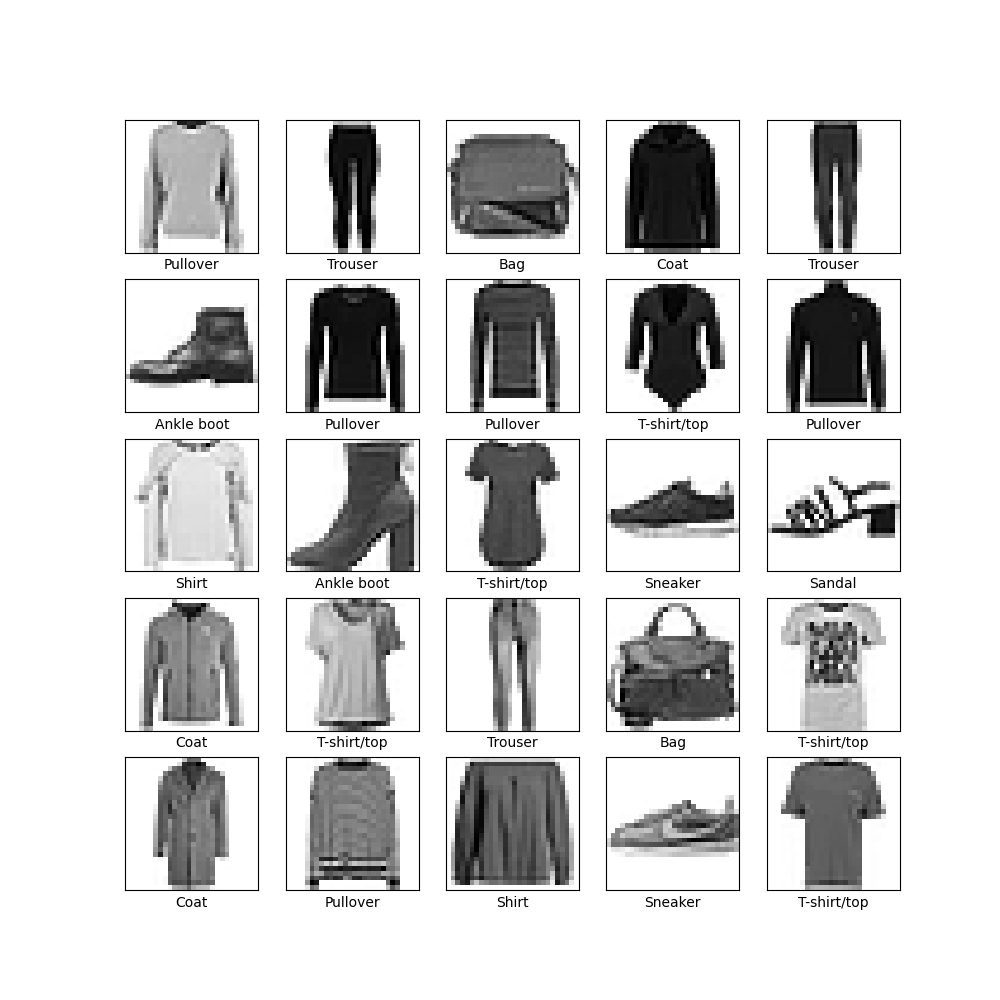 Pullover
Trouser
Bag
Coat
Trouser
Ankle boot
Pullover
Pullover
T-shirt/top
Pullover
Shirt
Ankle boot
T-shirt/top
Sneaker
Sandal
Coat
T-shirt/top
Trouser
Bag
T-shirt/top
Coat
Pullover
Shirt
Sneaker
T-shirt/top